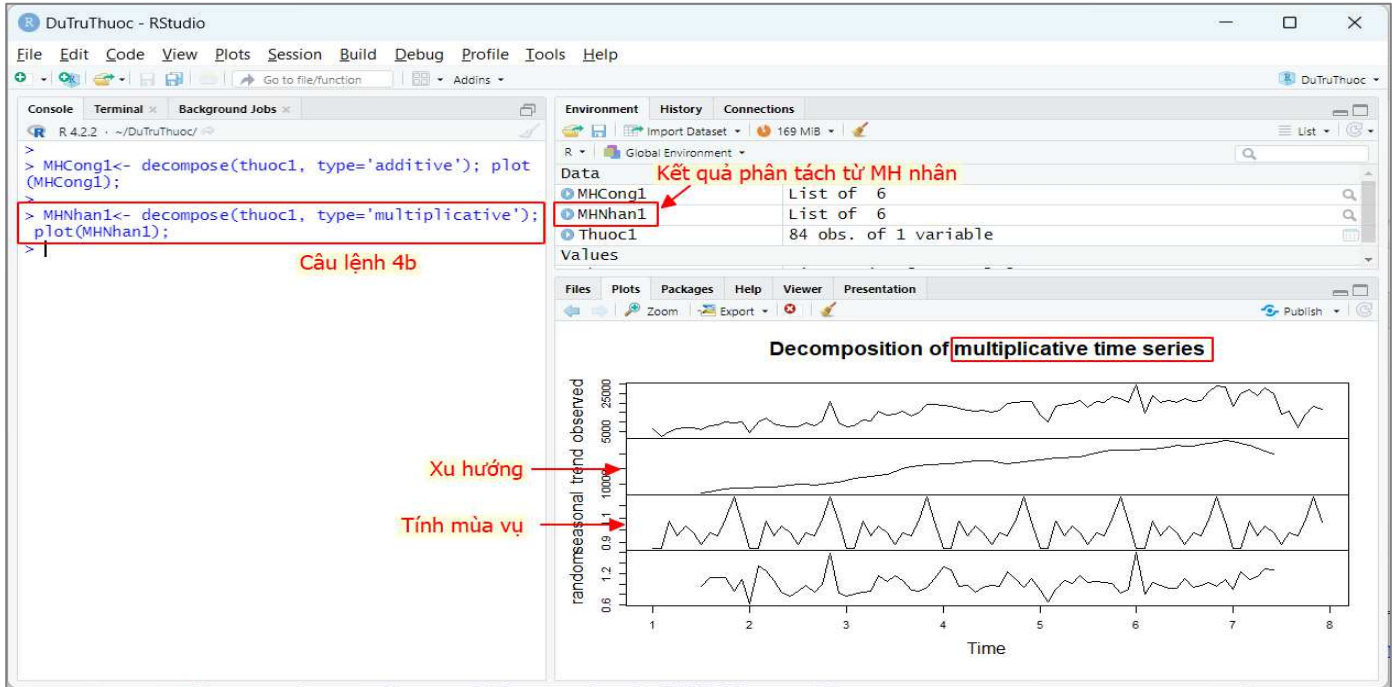 DuTruThuoc - RStudio
File Edit Code View Plots Session Build Debug Profile Tools Help
Go to file/function Addins DuTruThuoc
Console Terminal Background Jobs
R 4.2.2 · ~/DuTruThuoc/
>
> MHCong1<- decompose(thuoc1, type='additive'); plot
(MHCong1);
>
> MHNhan1<- decompose(thuoc1, type='multiplicative');
plot(MHNhan1);
>
Câu lệnh 4b
Environment History Connections
Import Dataset 169 MiB List
R Global Environment
Kết quả phân tách từ MH nhân
Data
MHCong1 List of 6
MHNhan1 List of 6
Thuoc1 84 obs. of 1 variable
Values
Files Plots Packages Help Viewer Presentation
Zoom Export Publish
Decomposition of multiplicative time series
observed
25000
5000
trend
10000
Xu hướng
seasonal
1.1
0.9
Tính mùa vụ
random
1.2
0.6
1 2 3 4 5 6 7 8
Time